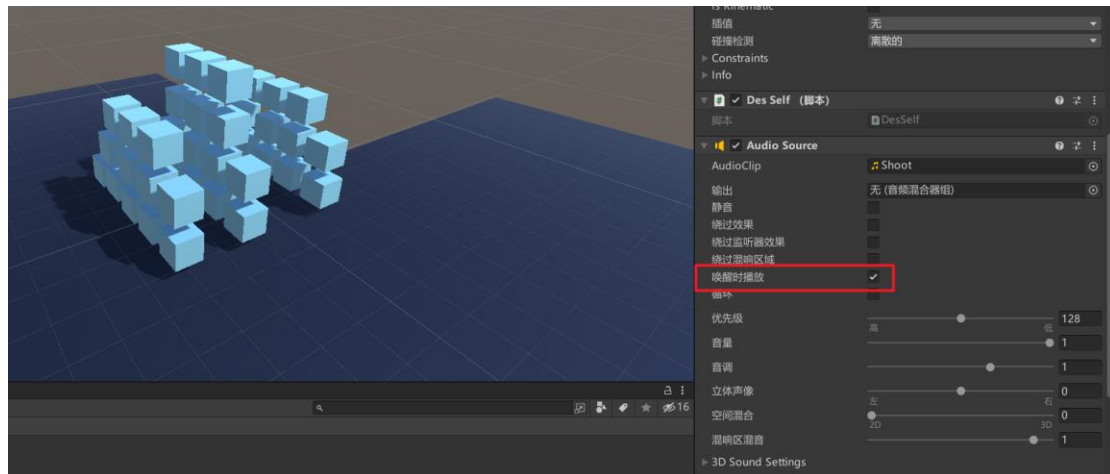 Is Kinematic
插值 无
碰撞检测 离散的
Constraints
Info
Des Self （脚本）
脚本 DesSelf
Audio Source
AudioClip Shoot
输出 无 (音频混合器组)
静音
绕过效果
绕过监听器效果
绕过混响区域
唤醒时播放
循环
优先级 128
高 低
音量 1
音调 1
立体声像 0
左 右
空间混合 0
2D 3D
混响区混音 1
3D Sound Settings
16